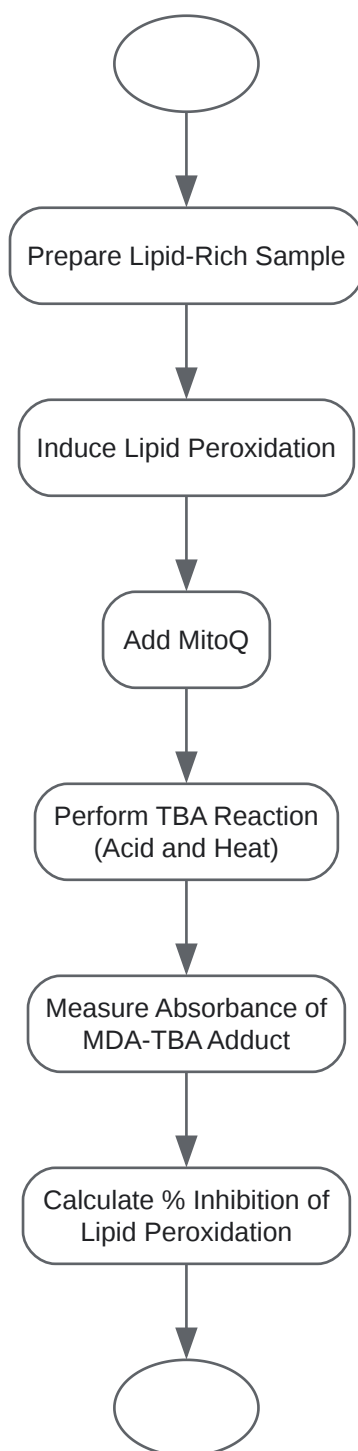 Prepare Lipid-Rich Sample
Induce Lipid Peroxidation
Add MitoQ
Perform TBA Reaction
(Acid and Heat)
Measure Absorbance of
MDA-TBA Adduct
Calculate % Inhibition of
Lipid Peroxidation